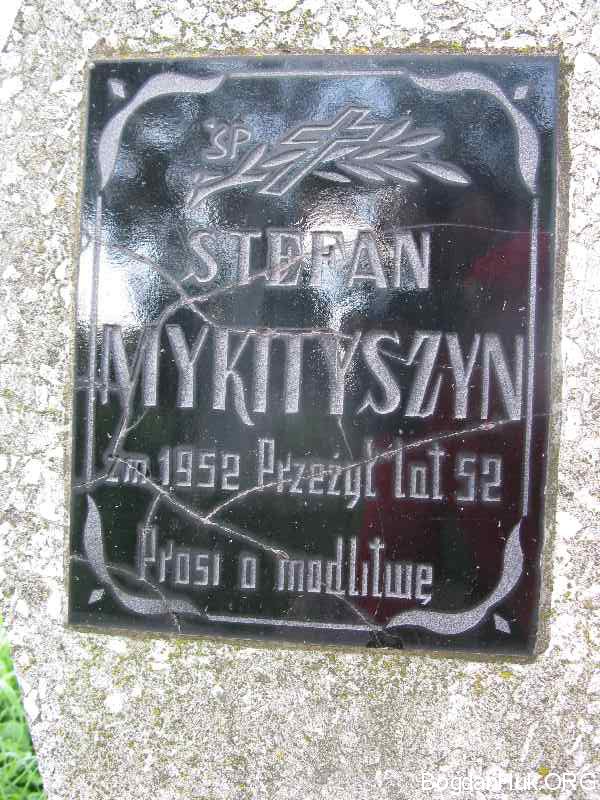 ŚP
STEFAN
MYKITYSZYN
zm. 1952 Przeżył lat 52
Prosi o modlitwę
BogdanHuk.ORG